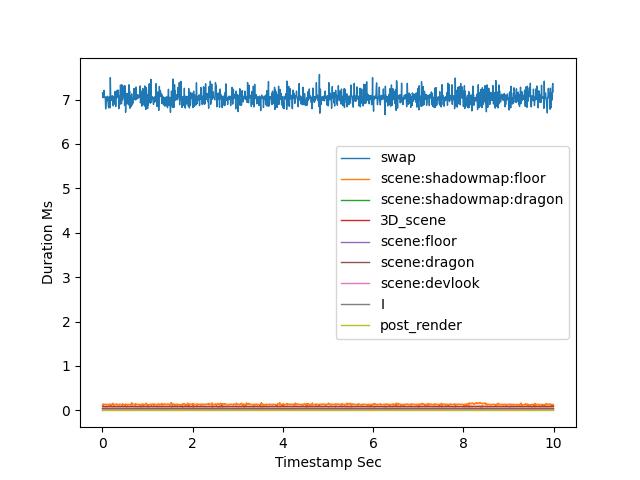 7
6
5
4
3
2
1
0
Duration Ms
swap
scene:shadowmap:floor
scene:shadowmap:dragon
3D_scene
scene:floor
scene:dragon
scene:devlook
I
post_render
0 2 4 6 8 10
Timestamp Sec